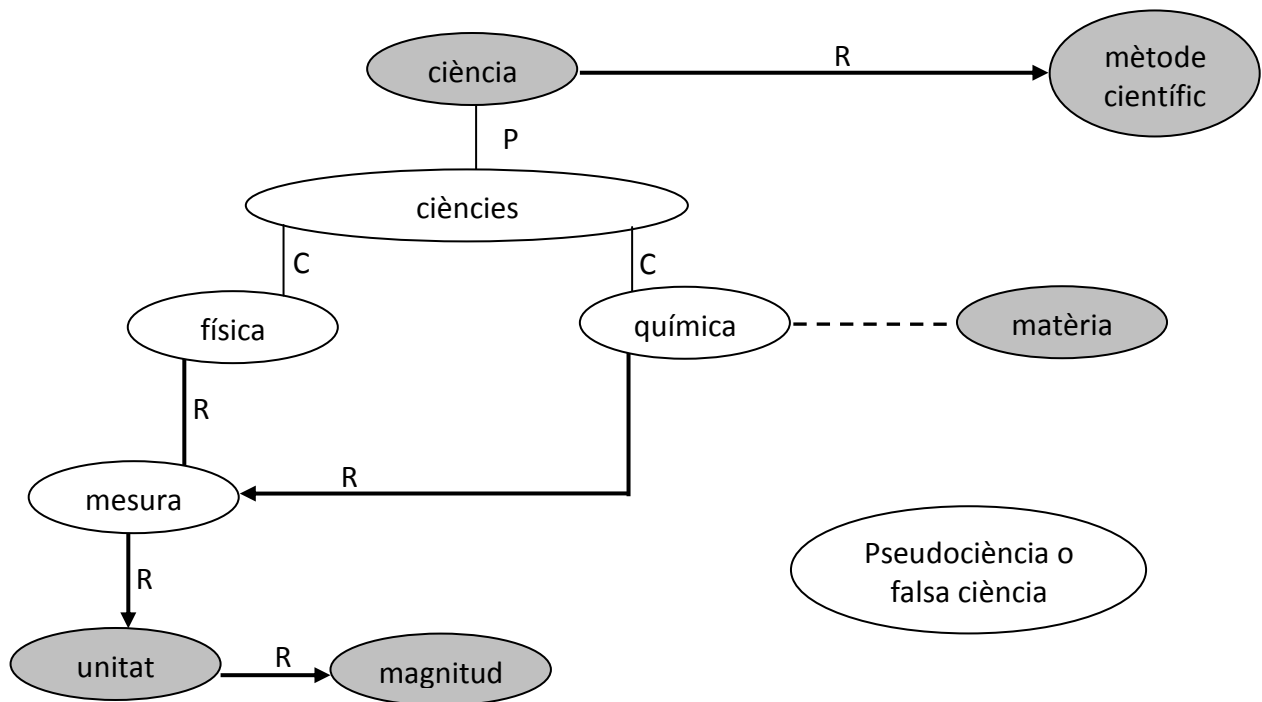 ciència
R
mètode
científic
P
ciències
C
C
física
química
matèria
R
mesura
R
Pseudociència o
falsa ciència
R
unitat
R
magnitud